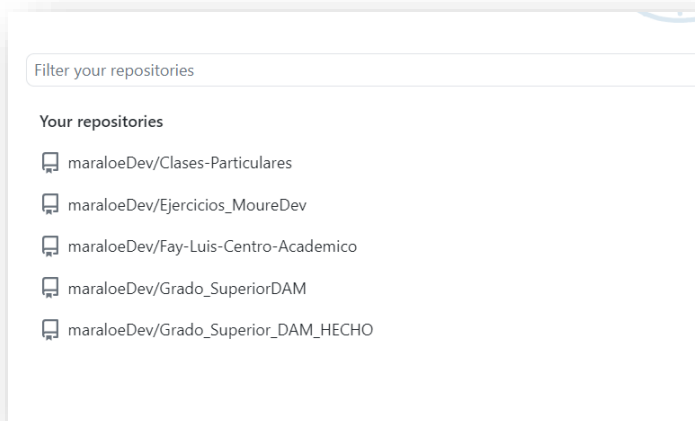 Filter your repositories
Your repositories
maraloeDev/Clases-Particulares
maraloeDev/Ejercicios_MoureDev
maraloeDev/Fay-Luis-Centro-Academico
maraloeDev/Grado_SuperiorDAM
maraloeDev/Grado_Superior_DAM_HECHO